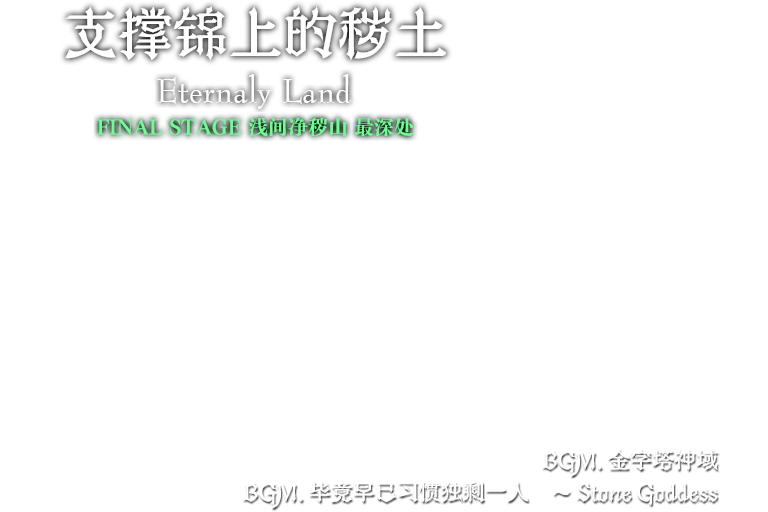 支撑锦上的秽土
Eternaly Land
FINAL STAGE 浅间净秽山 最深处
BGM. 金字塔神域
BGM. 毕竟早已习惯独剩一人 ～ Stone Goddess